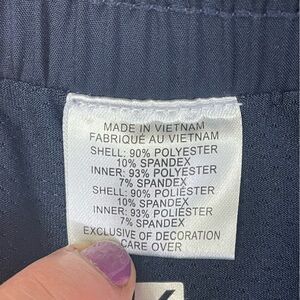 MADE IN VIETNAM
FABRIQUÉ AU VIETNAM
SHELL: 90% POLYESTER
10% SPANDEX
INNER: 93% POLYESTER
7% SPANDEX
SHELL: 90% POLIÉSTER
10% SPANDEX
INNER: 93% POLIÉSTER
7% SPANDEX
EXCLUSIVE OF DECORATION
CARE OVER